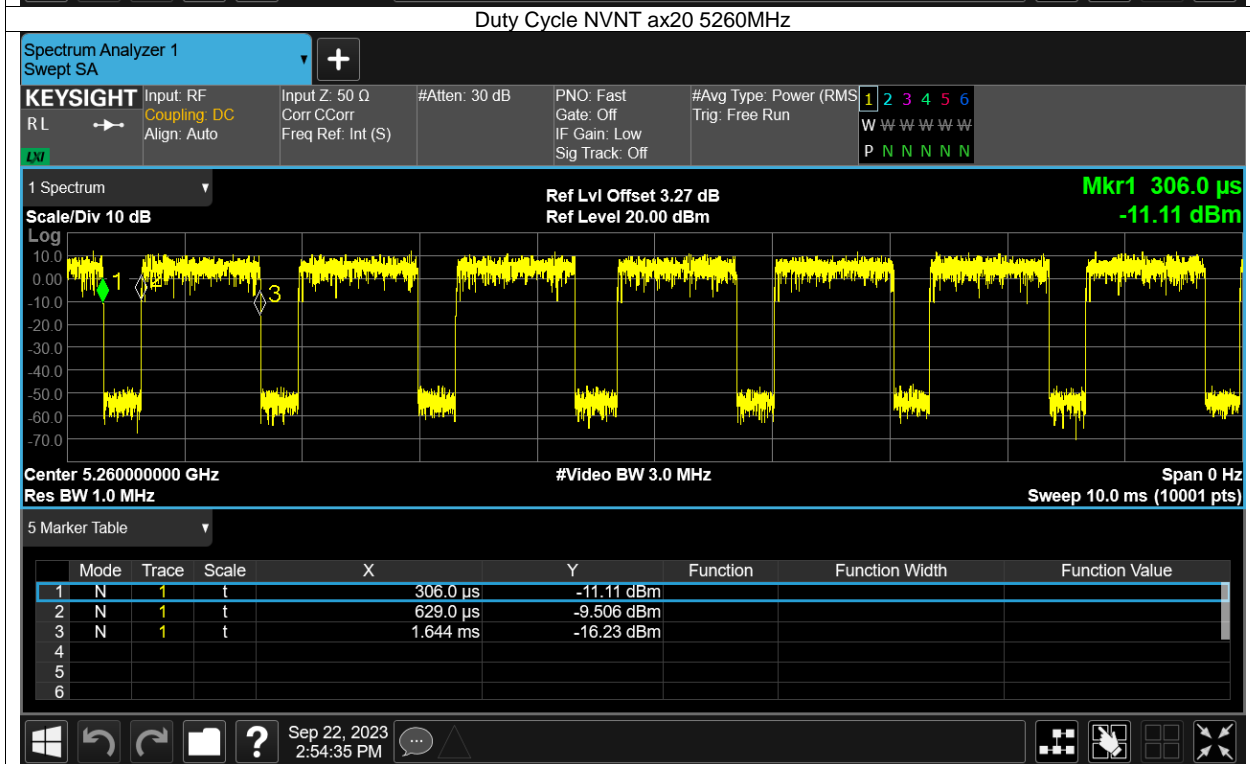 Duty Cycle NVNT ax20 5260MHz
Spectrum Analyzer 1
Swept SA
KEYSIGHT
R L
LXI
Input: RF
Coupling: DC
Align: Auto
Input Z: 50 Ω
Corr CCorr
Freq Ref: Int (S)
#Atten: 30 dB
PNO: Fast
Gate: Off
IF Gain: Low
Sig Track: Off
#Avg Type: Power (RMS
Trig: Free Run
1 2 3 4 5 6
W W W W W W
P N N N N N
1 Spectrum
Scale/Div 10 dB
Ref Lvl Offset 3.27 dB
Ref Level 20.00 dBm
Mkr1 306.0 µs
-11.11 dBm
Log
10.0
0.00
-10.0
-20.0
-30.0
-40.0
-50.0
-60.0
-70.0
1
2
3
Center 5.260000000 GHz
#Video BW 3.0 MHz
Span 0 Hz
Res BW 1.0 MHz
Sweep 10.0 ms (10001 pts)
5 Marker Table
Mode Trace Scale X Y Function Function Width Function Value
1 N 1 t 306.0 µs -11.11 dBm
2 N 1 t 629.0 µs -9.506 dBm
3 N 1 t 1.644 ms -16.23 dBm
4
5
6
?
Sep 22, 2023
2:54:35 PM